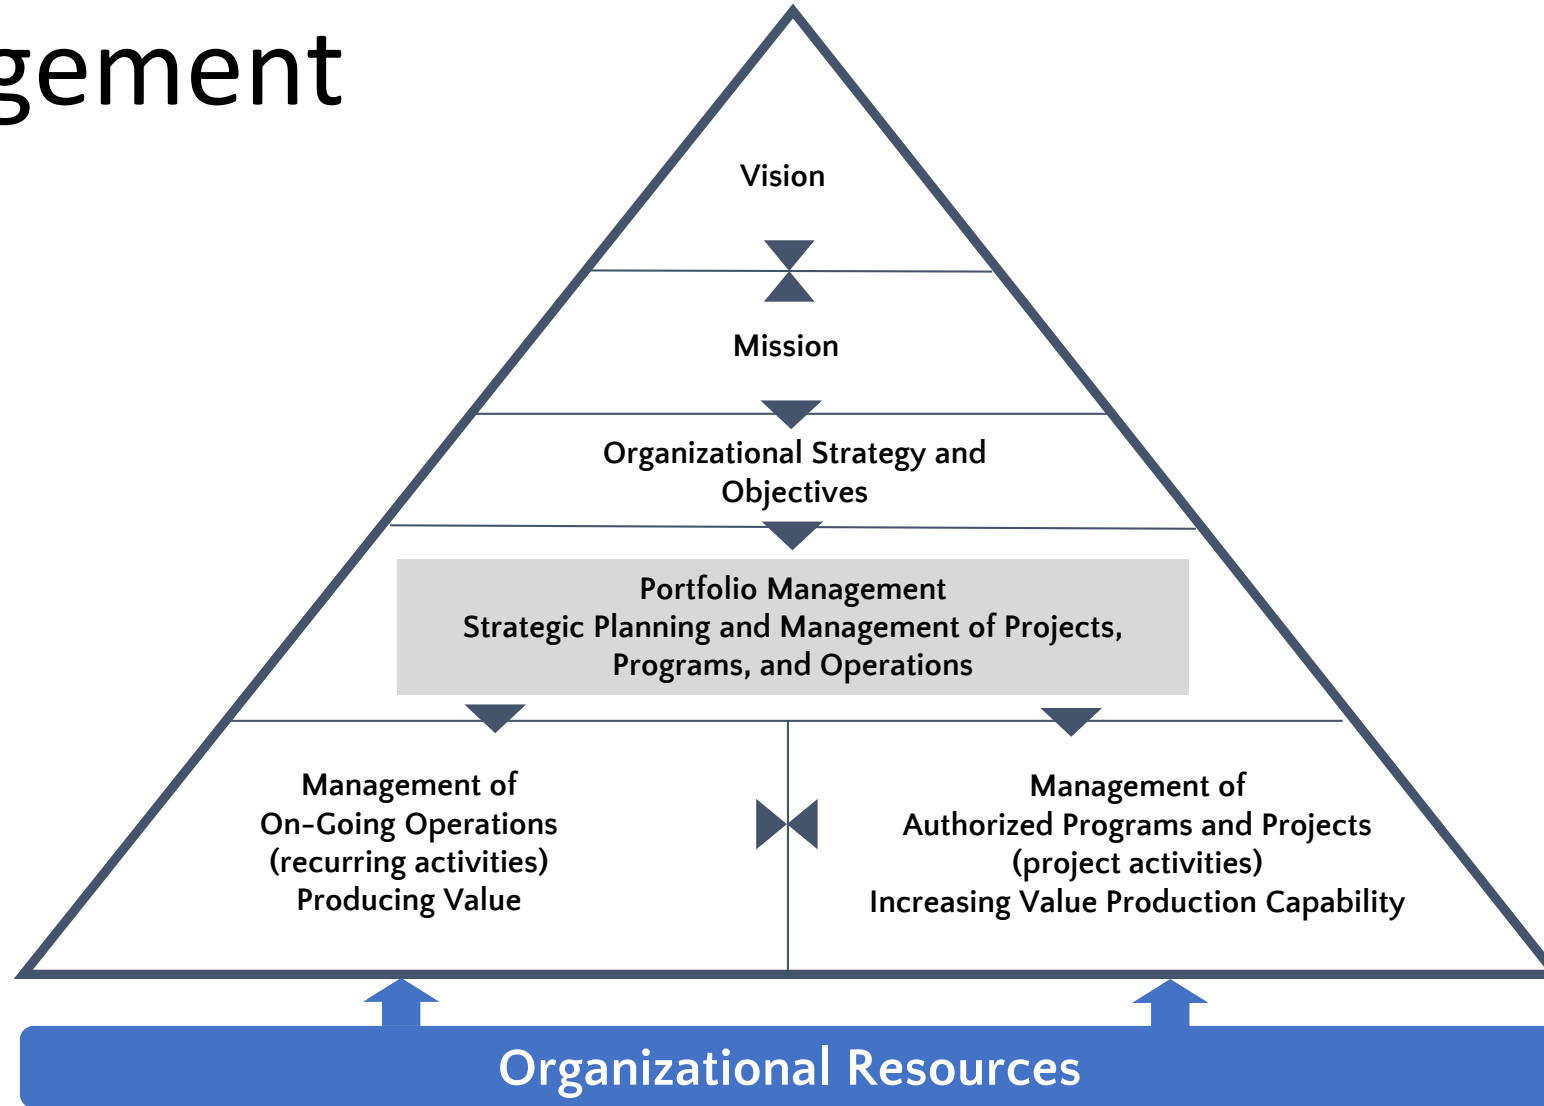 gement
Vision
Mission
Organizational Strategy and
Objectives
Portfolio Management
Strategic Planning and Management of Projects,
Programs, and Operations
Management of
On-Going Operations
(recurring activities)
Producing Value
Management of
Authorized Programs and Projects
(project activities)
Increasing Value Production Capability
Organizational Resources